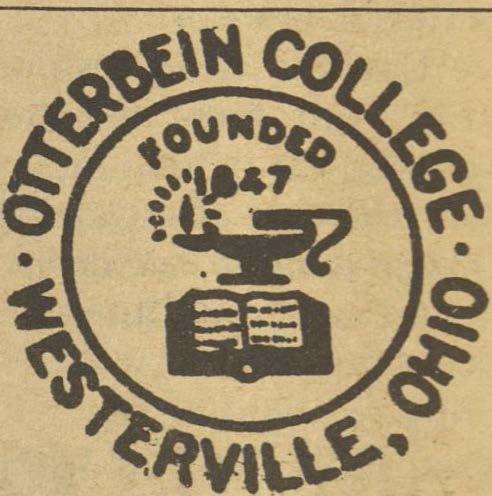 · OTTERBEIN COLLEGE ·
WESTERVILLE, OHIO
FOUNDED
1847